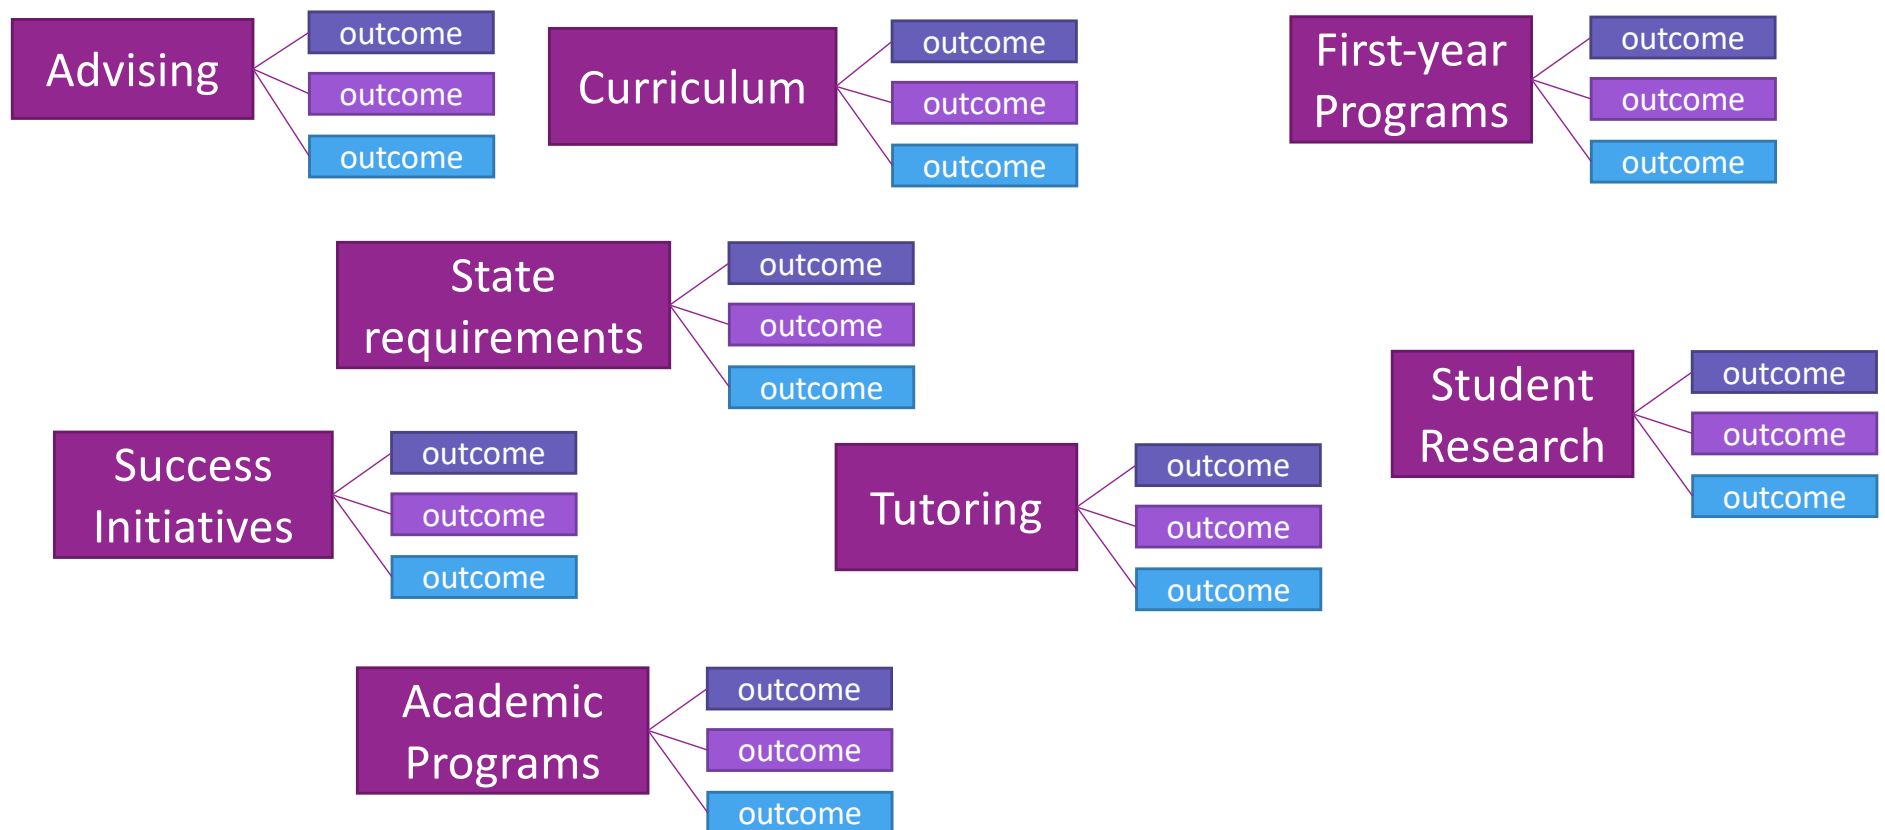 Advising
outcome
outcome
outcome
Curriculum
outcome
outcome
outcome
First-year
Programs
outcome
outcome
outcome
State
requirements
outcome
outcome
outcome
Student
Research
outcome
outcome
outcome
Success
Initiatives
outcome
outcome
outcome
Tutoring
outcome
outcome
outcome
Academic
Programs
outcome
outcome
outcome